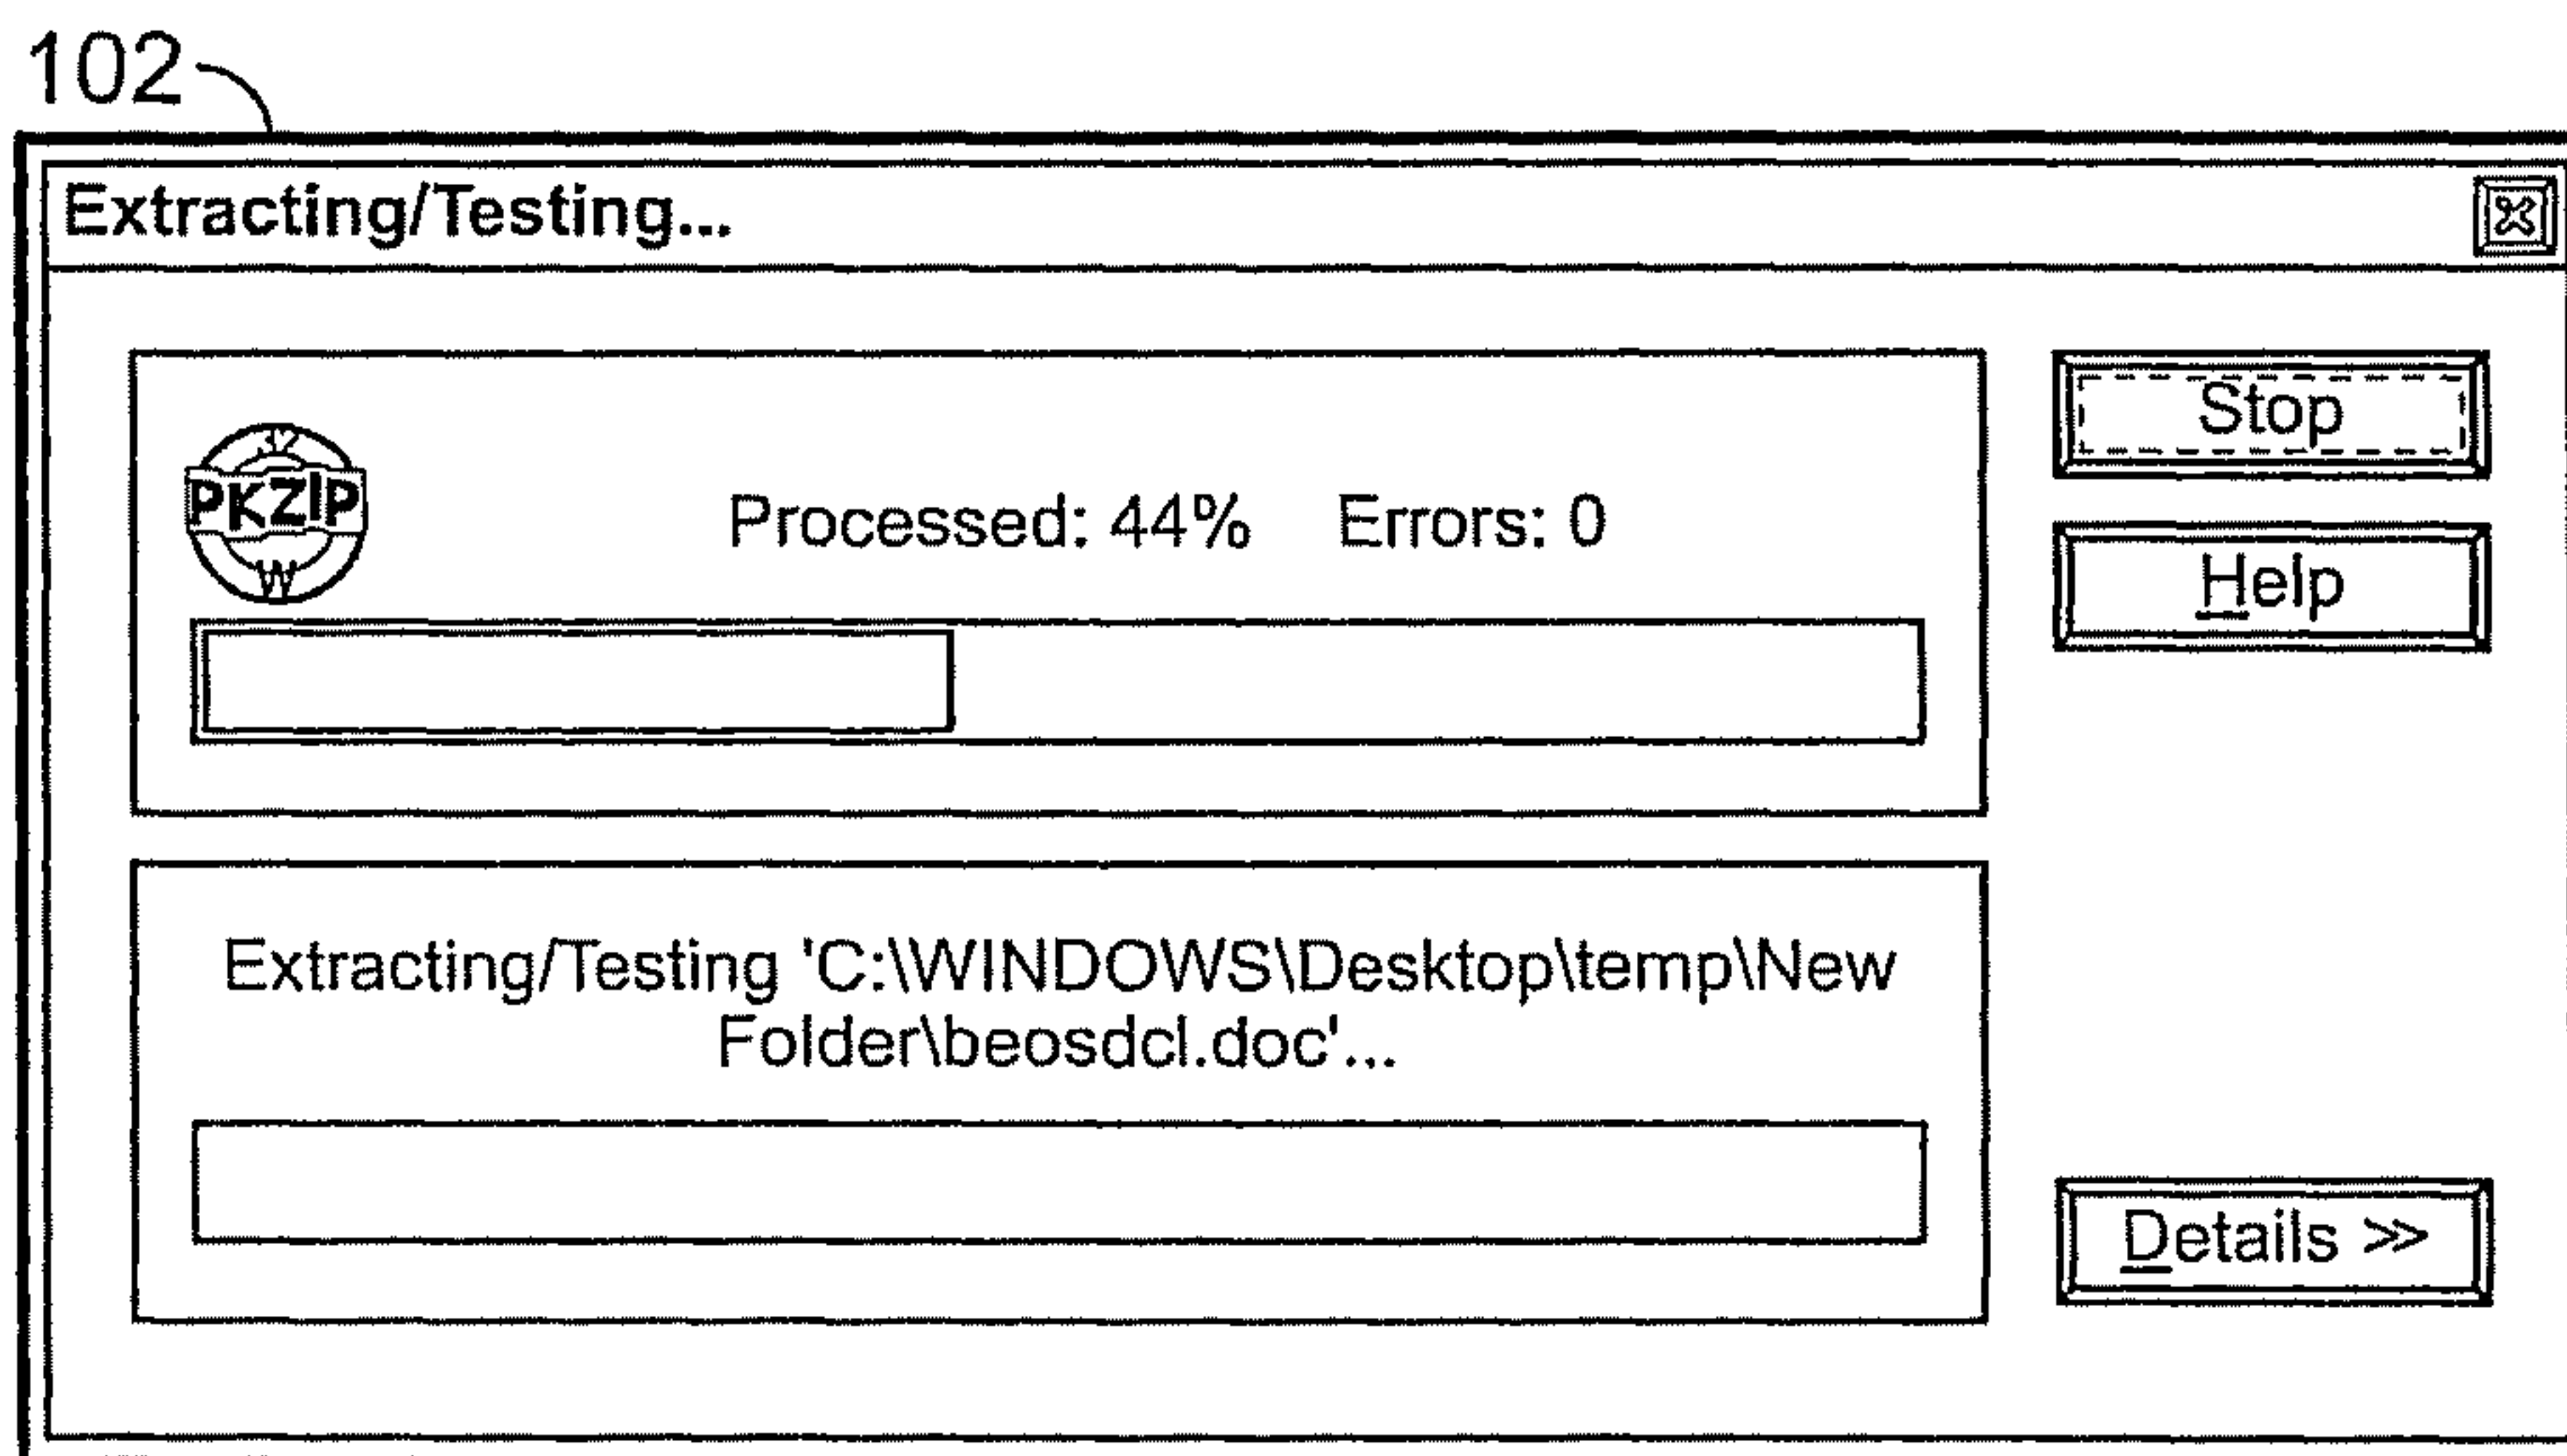 102
Extracting/Testing...
32
PKZIP
W
Processed: 44% Errors: 0
Stop
Help
Extracting/Testing 'C:\WINDOWS\Desktop\temp\New
Folder\beosdcl.doc'...
Details >>